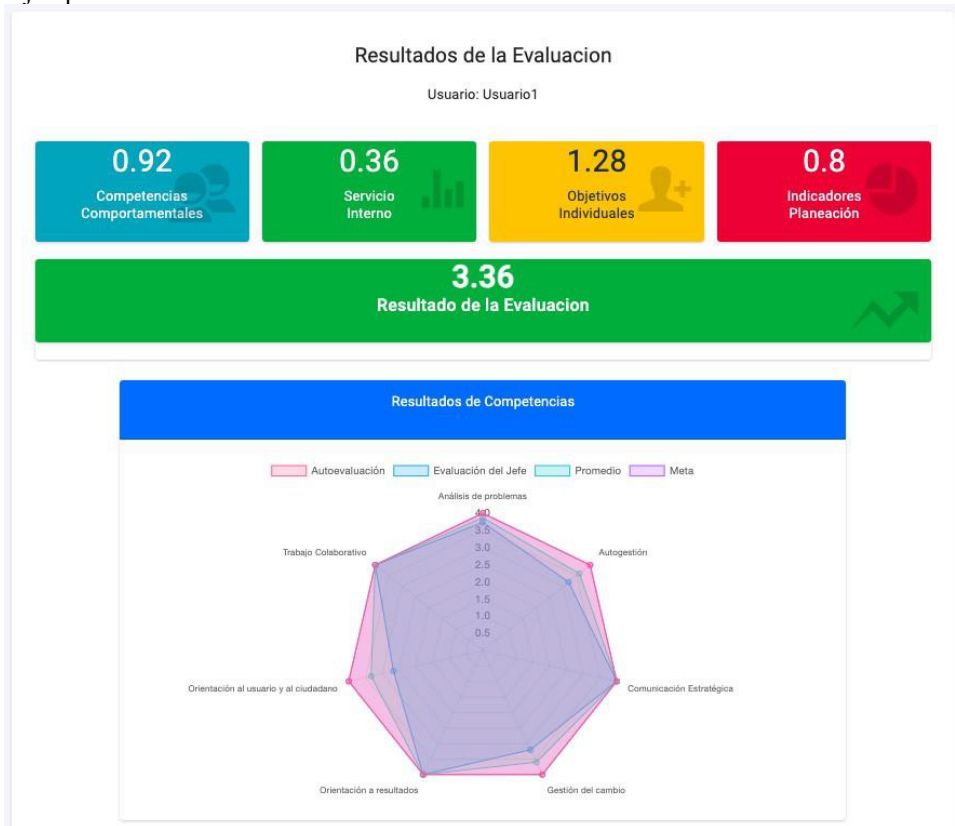 Resultados de la Evaluacion
Usuario: Usuario1
0.92
Competencias
Comportamentales
0.36
Servicio
Interno
1.28
Objetivos
Individuales
0.8
Indicadores
Planeación
3.36
Resultado de la Evaluacion
Resultados de Competencias
Autoevaluación
Evaluación del Jefe
Promedio
Meta
Análisis de problemas
4.0
3.5
3.0
2.5
2.0
1.5
1.0
0.5
Trabajo Colaborativo
Autogestión
Orientación al usuario y al ciudadano
Comunicación Estratégica
Orientación a resultados
Gestión del cambio